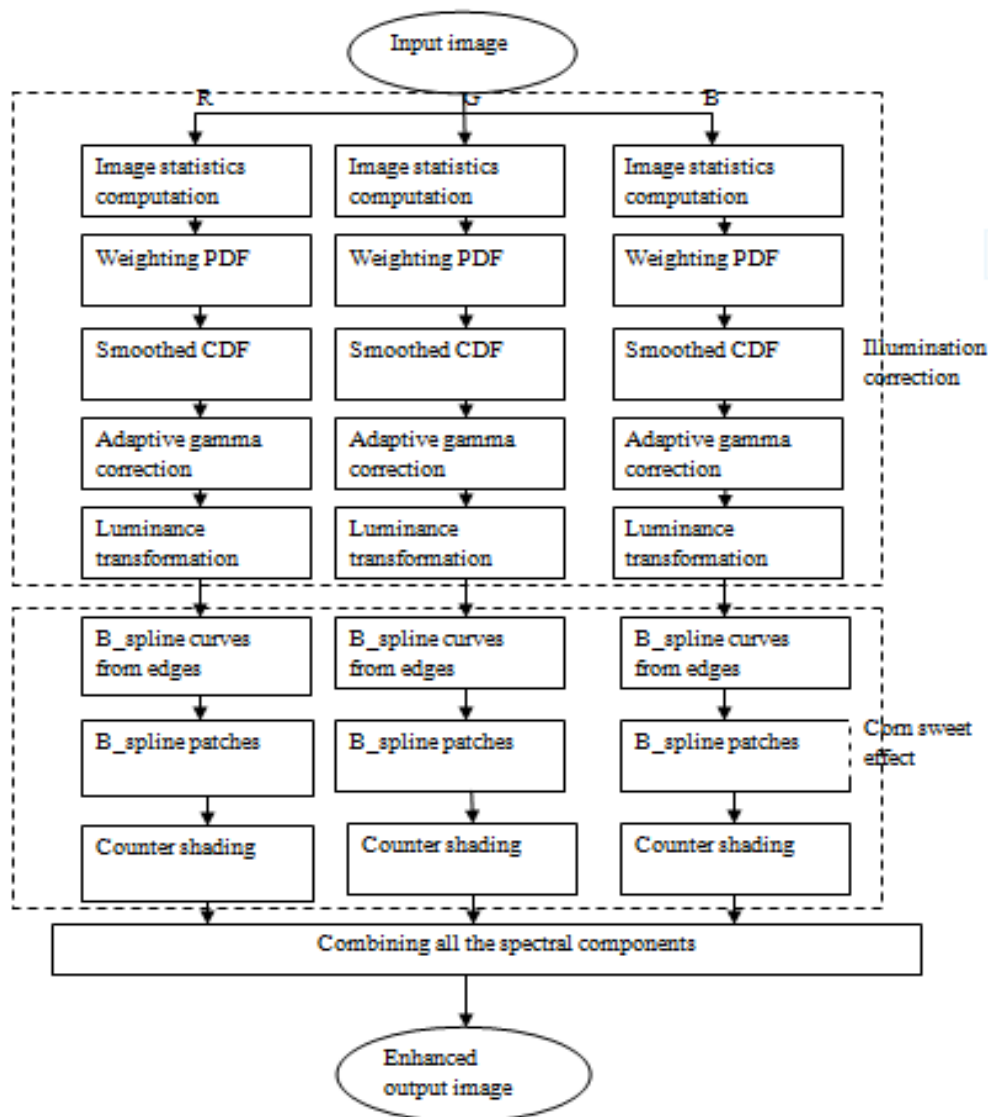 Input image
R
G
B
Image statistics
computation
Image statistics
computation
Image statistics
computation
Weighting PDF
Weighting PDF
Weighting PDF
Smoothed CDF
Smoothed CDF
Smoothed CDF
Illumination
correction
Adaptive gamma
correction
Adaptive gamma
correction
Adaptive gamma
correction
Luminance
transformation
Luminance
transformation
Luminance
transformation
B_spline curves
from edges
B_spline curves
from edges
B_spline curves
from edges
B_spline patches
B_spline patches
B_spline patches
Corn sweet
effect
Counter shading
Counter shading
Counter shading
Combining all the spectral components
Enhanced
output image